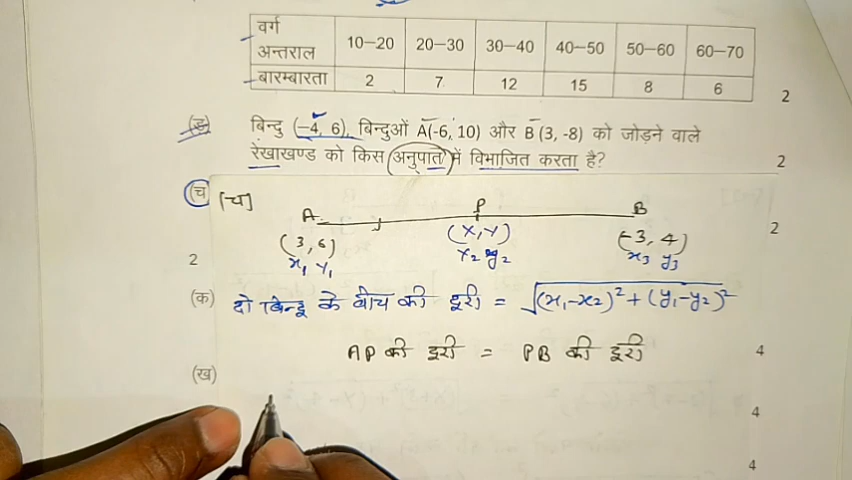 वर्ग अन्तराल 10–20 20–30 30–40 40–50 50–60 60–70
बारम्बारता 2 7 12 15 8 6
2
(ङ) बिन्दु (–4, 6), बिन्दुओं A(-6, 10) और B (3, -8) को जोड़ने वाले
रेखाखण्ड को किस अनुपात में विभाजित करता है? 2
(च [च]
A P B
2
(3, 6) (x, y) (-3, 4)
2 x₁ y₁ x₂ y₂ x₃ y₃
(क) दो बिन्दू के बीच की दूरी = √(x₁-x₂)² + (y₁-y₂)²
AP की दूरी = PB की दूरी 4
(ख)
4
4